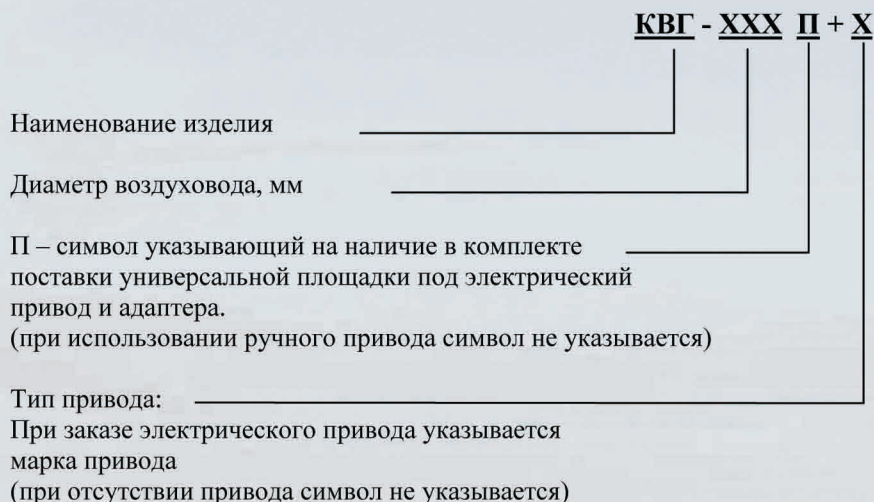 КВГ - ХХХ П + Х
Наименование изделия
Диаметр воздуховода, мм
П – символ указывающий на наличие в комплекте
поставки универсальной площадки под электрический
привод и адаптера.
(при использовании ручного привода символ не указывается)
Тип привода:
При заказе электрического привода указывается
марка привода
(при отсутствии привода символ не указывается)